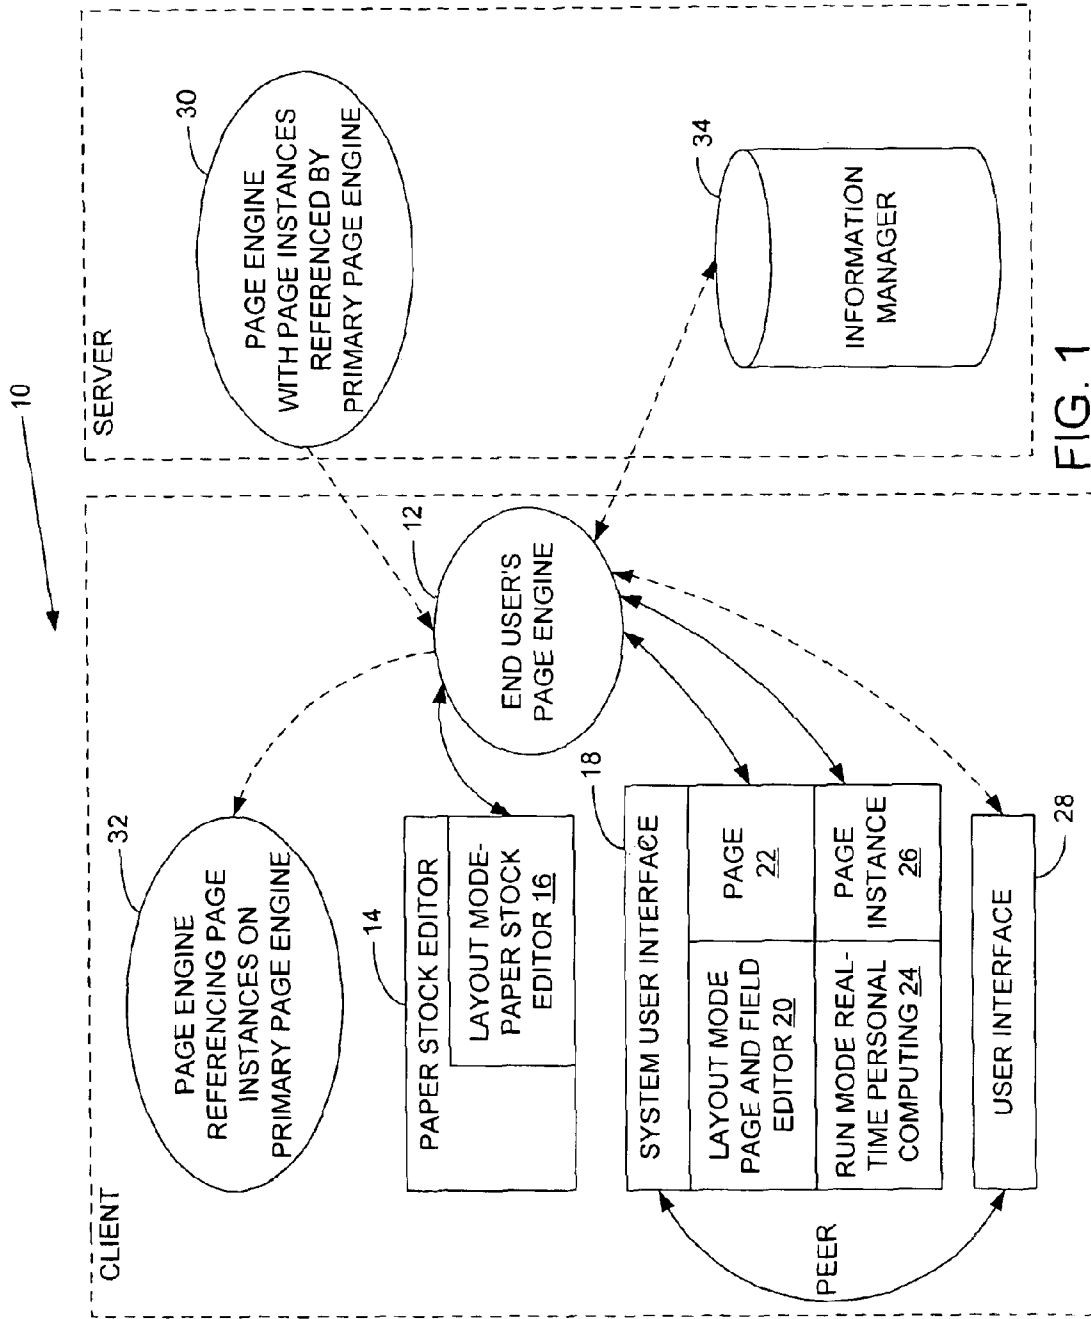 10
CLIENT
32
PAGE ENGINE
REFERENCING PAGE
INSTANCES ON
PRIMARY PAGE ENGINE
14
PAPER STOCK EDITOR
LAYOUT MODE-
PAPER STOCK
EDITOR 16
18
SYSTEM USER INTERFACE
LAYOUT MODE
PAGE AND FIELD
EDITOR 20
PAGE
22
RUN MODE REAL-
TIME PERSONAL
COMPUTING 24
PAGE
INSTANCE
26
PEER
USER INTERFACE
28
12
END USER'S
PAGE ENGINE
SERVER
30
PAGE ENGINE
WITH PAGE INSTANCES
REFERENCED BY
PRIMARY PAGE ENGINE
34
INFORMATION
MANAGER
FIG. 1